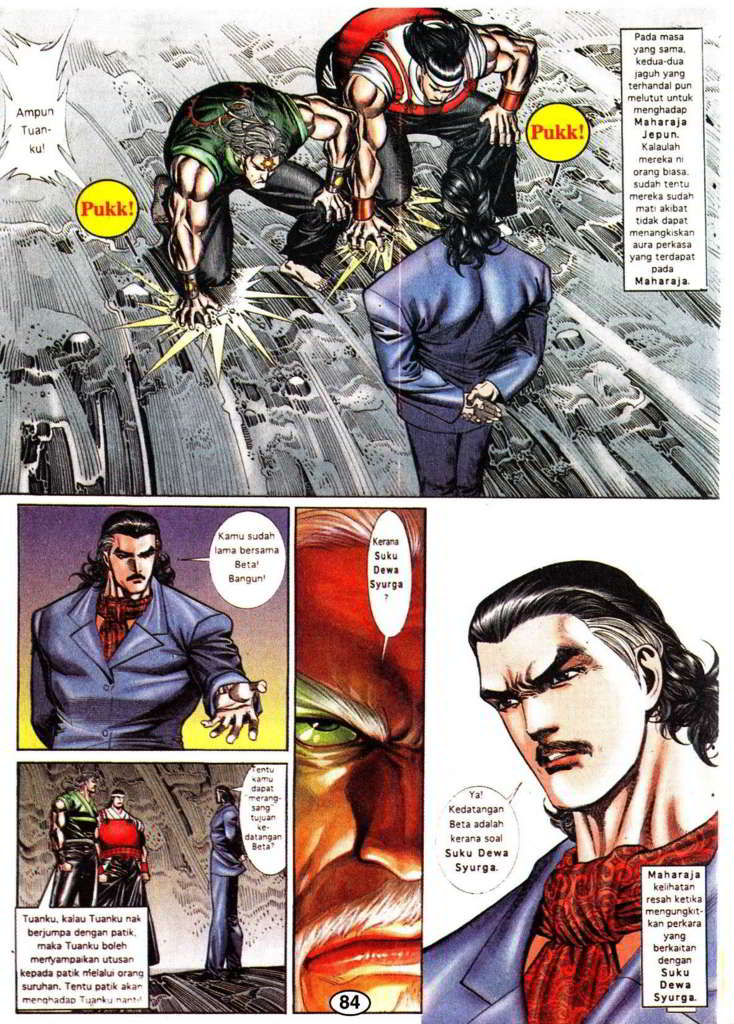 Ampun
Tuan-
ku!
Pukk!
Pukk!
Pada masa
yang sama,
kedua-dua
jaguh yang
terhandal pun
melutut untuk
menghadap
Maharaja
Jepun.
Kalaulah
mereka ni
orang biasa,
sudah tentu
mereka sudah
mati akibat
tidak dapat
menangkiskan
aura perkasa
yang terdapat
pada
Maharaja.
Kamu sudah
lama bersama
Beta!
Bangun!
Tentu
kamu
dapat
"merang-
sang"
tujuan
ke-
datangan
Beta?
Tuanku, kalau Tuanku nak
berjumpa dengan patik,
maka Tuanku boleh
menyampaikan utusan
kepada patik melalui orang
suruhan. Tentu patik akan
menghadap Tuanku nanti!
Kerana
Suku
Dewa
Syurga
?
Ya!
Kedatangan
Beta adalah
kerana soal
Suku Dewa
Syurga.
Maharaja
kelihatan
resah ketika
mengungkit-
kan perkara
yang
berkaitan
dengan
Suku
Dewa
Syurga.
84